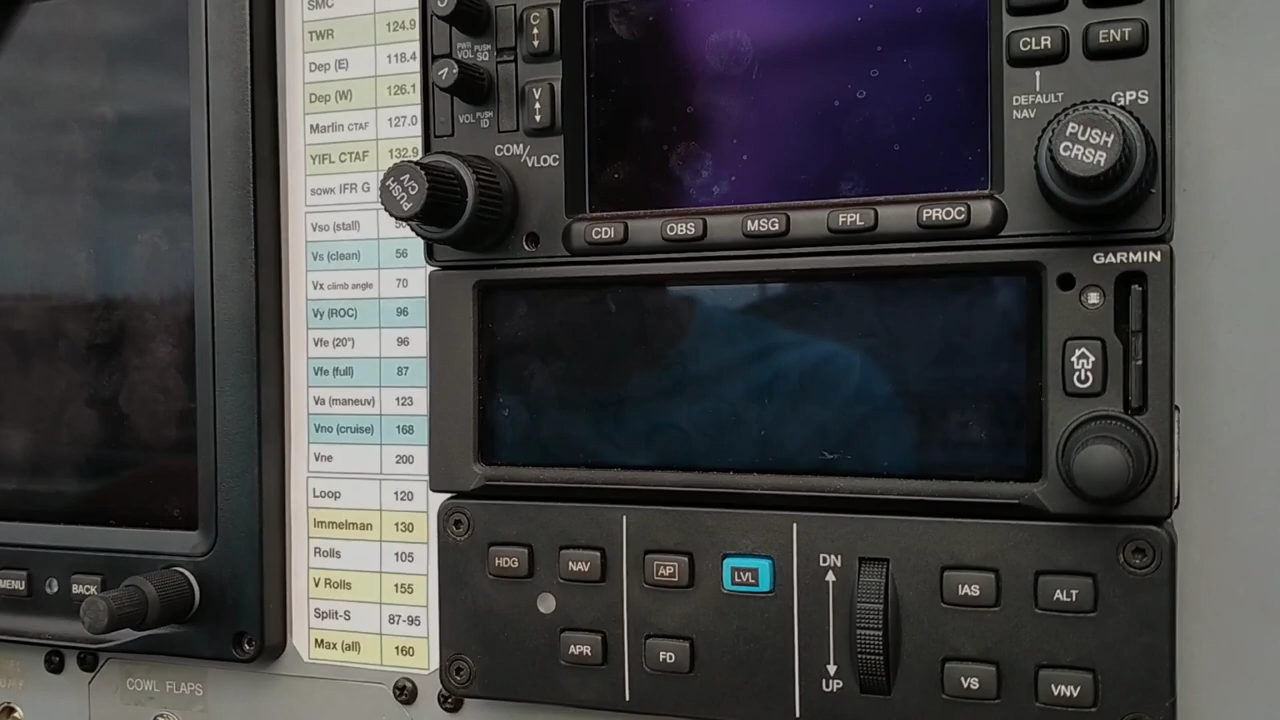 SMC
TWR 124.9
Dep (E) 118.4
Dep (W) 126.1
Marlin CTAF 127.0
YIFL CTAF 132.9
SQWK IFR G
Vso (stall)
Vs (clean) 56
Vx climb angle 70
Vy (ROC) 96
Vfe (20°) 96
Vfe (full) 87
Va (maneuv) 123
Vno (cruise) 168
Vne 200
Loop 120
Immelman 130
Rolls 105
V Rolls 155
Split-S 87-95
Max (all) 160
MENU
BACK
COWL FLAPS
C
PWR VOL PUSH SQ
V
VOL PUSH ID
COM/VLOC
PUSH C/V
CDI OBS MSG FPL PROC
CLR ENT
DEFAULT NAV
GPS
PUSH CRSR
GARMIN
HDG NAV AP LVL
APR FD
DN
UP
IAS ALT
VS VNV